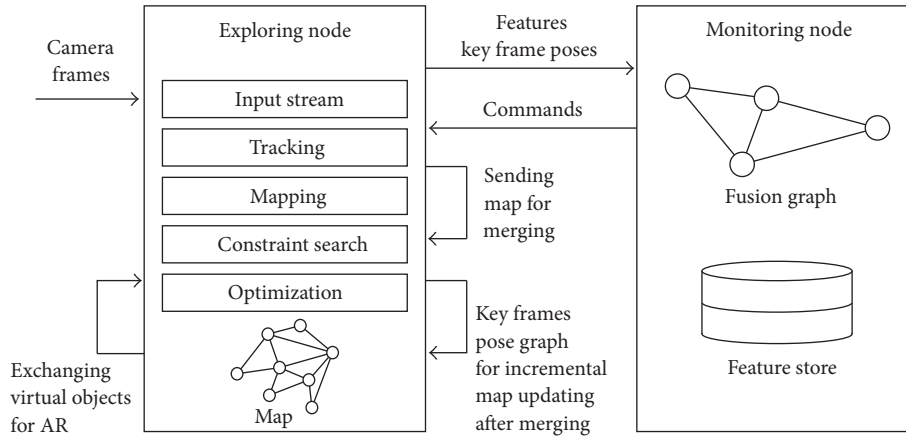 Camera
frames
Exploring node
Input stream
Tracking
Mapping
Constraint search
Optimization
Map
Exchanging
virtual objects
for AR
Features
key frame poses
Commands
Sending
map for
merging
Key frames
pose graph
for incremental
map updating
after merging
Monitoring node
Fusion graph
Feature store